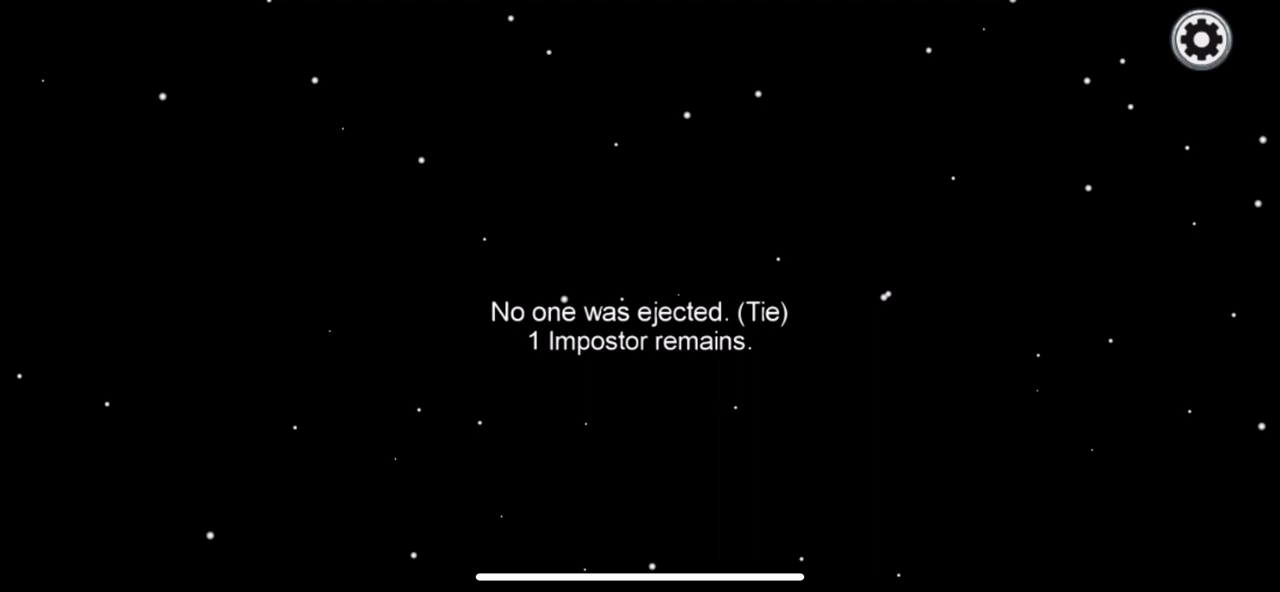 No one was ejected. (Tie)
1 Impostor remains.